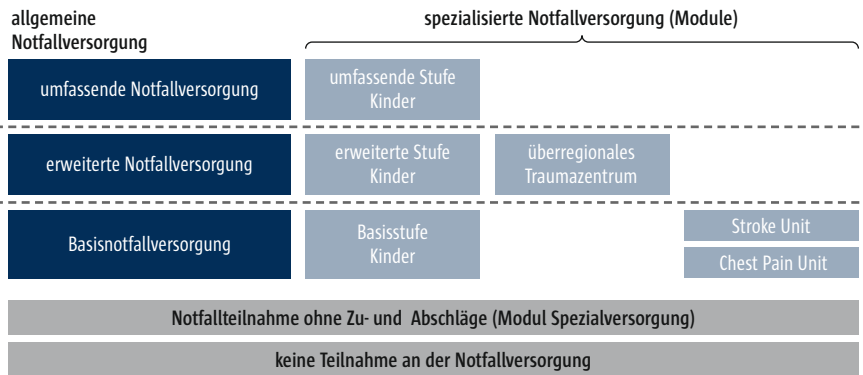 allgemeine
Notfallversorgung
spezialisierte Notfallversorgung (Module)
umfassende Notfallversorgung
umfassende Stufe
Kinder
erweiterte Notfallversorgung
erweiterte Stufe
Kinder
überregionales
Traumazentrum
Basisnotfallversorgung
Basisstufe
Kinder
Stroke Unit
Chest Pain Unit
Notfallteilnahme ohne Zu- und Abschläge (Modul Spezialversorgung)
keine Teilnahme an der Notfallversorgung